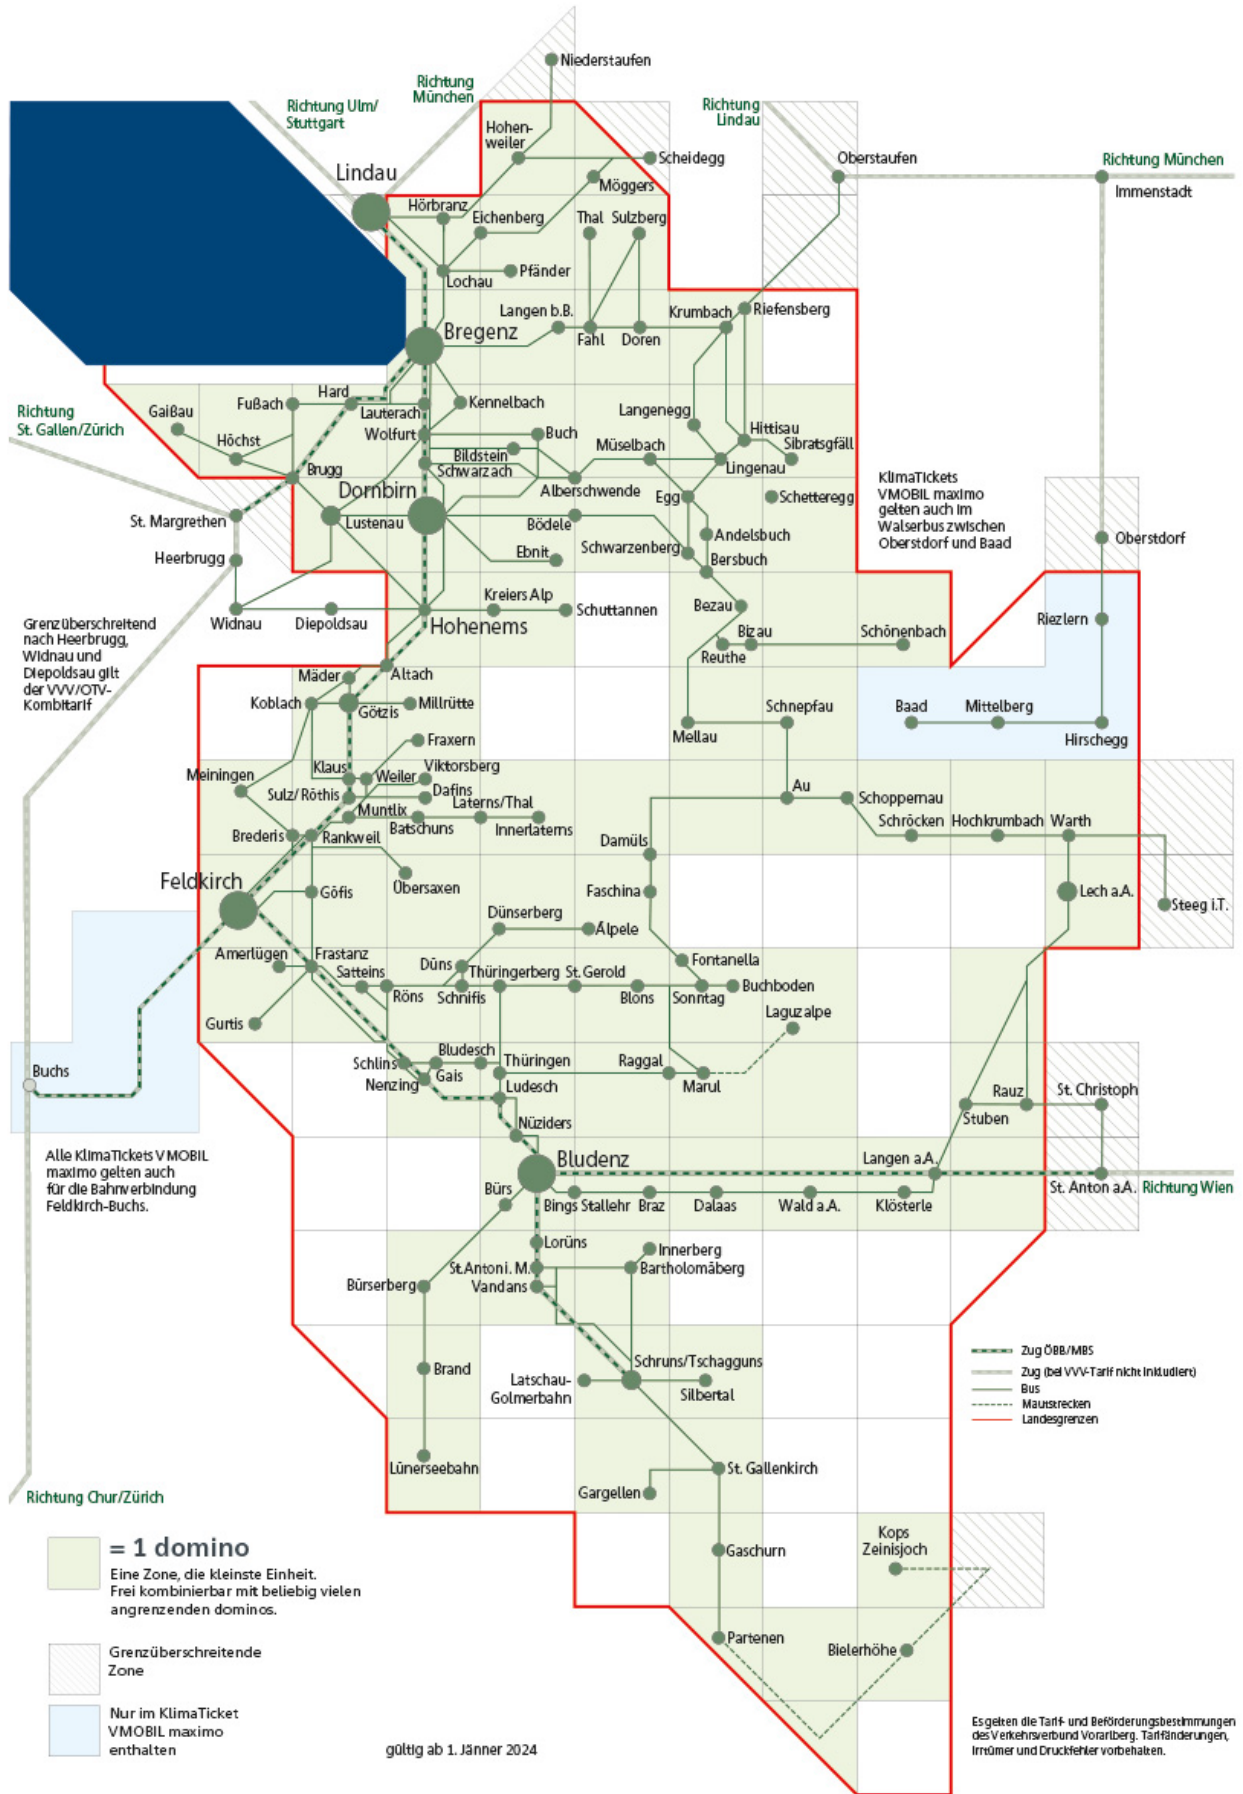 Niederstaufen
Richtung
München
Richtung Ulm/
Stuttgart
Richtung
Lindau
Hohen-
weiler
Scheidegg
Oberstaufen
Richtung München
Lindau
Möggers
Immenstadt
Hörbranz
Eichenberg
Thal
Sulzberg
Lochau
Pfänder
Langen b.B.
Krumbach
Riefensberg
Bregenz
Fahl
Doren
Hard
Fußach
Lauterach
Kennelbach
Langenegg
Gaißau
Richtung
St. Gallen/Zürich
Wolfurt
Buch
Hittisau
Höchst
Müselbach
Sibratsgfäll
Bildstein
Schwarzach
Brugg
Lingenau
Alberschwende
KlimaTickets
VMOBIL maximo
gelten auch im
Walserbus zwischen
Oberstdorf und Baad
Dornbirn
Egg
Schetteregg
St. Margrethen
Lustenau
Bödele
Andelsbuch
Oberstdorf
Heerbrugg
Ebnit
Schwarzenberg
Bersbuch
Kreiers Alp
Schuttannen
Bezau
Widnau
Diepoldsau
Hohenems
Riezlern
Grenzüberschreitend
nach Heerbrugg,
Widnau und
Diepoldsau gilt
der VVV/OTV-
Kombitarif
Bizau
Reuthe
Schönenbach
Altach
Mäder
Koblach
Götzis
Millrütte
Schnepfau
Baad
Mittelberg
Mellau
Hirschegg
Fraxern
Klaus
Weiler
Viktorsberg
Meiningen
Sulz/Röthis
Dafins
Au
Schoppernau
Muntlix
Laterns/Thal
Batschuns
Innerlaterns
Schröcken
Hochkrumbach
Warth
Brederis
Rankweil
Damüls
Feldkirch
Übersaxen
Göfis
Faschina
Lech a.A.
Steeg i.T.
Dünserberg
Älpele
Amerlügen
Frastanz
Satteins
Düns
Thüringerberg
St. Gerold
Fontanella
Röns
Schnifis
Blons
Sonntag
Buchboden
Gurtis
Laguzalpe
Bludesch
Schlins
Gais
Thüringen
Raggal
Buchs
Nenzing
Ludesch
Marul
Rauz
St. Christoph
Nüziders
Stuben
Alle KlimaTickets VMOBIL
maximo gelten auch
für die Bahnverbindung
Feldkirch-Buchs.
Bludenz
Langen a.A.
St. Anton a.A.
Richtung Wien
Bürs
Bings Stallehr
Braz
Dalaas
Wald a.A.
Klösterle
Lorüns
Innerberg
St.Anton i. M.
Bartholomäberg
Bürserberg
Vandans
Zug ÖBB/MBS
Zug (bei VVV-Tarif nicht inkludiert)
Bus
Mautstrecken
Landesgrenzen
Schruns/Tschagguns
Brand
Latschau-
Golmerbahn
Silbertal
Lünerseebahn
St. Gallenkirch
Gargellen
Richtung Chur/Zürich
Kops
Zeinisjoch
Gaschurn
= 1 domino
Eine Zone, die kleinste Einheit.
Frei kombinierbar mit beliebig vielen
angrenzenden dominos.
Partenen
Bielerhöhe
Grenzüberschreitende
Zone
Nur im KlimaTicket
VMOBIL maximo
enthalten
gültig ab 1. Jänner 2024
Es gelten die Tarif- und Beförderungsbestimmungen
des Verkehrsverbund Vorarlberg. Tarifänderungen,
Irrtümer und Druckfehler vorbehalten.